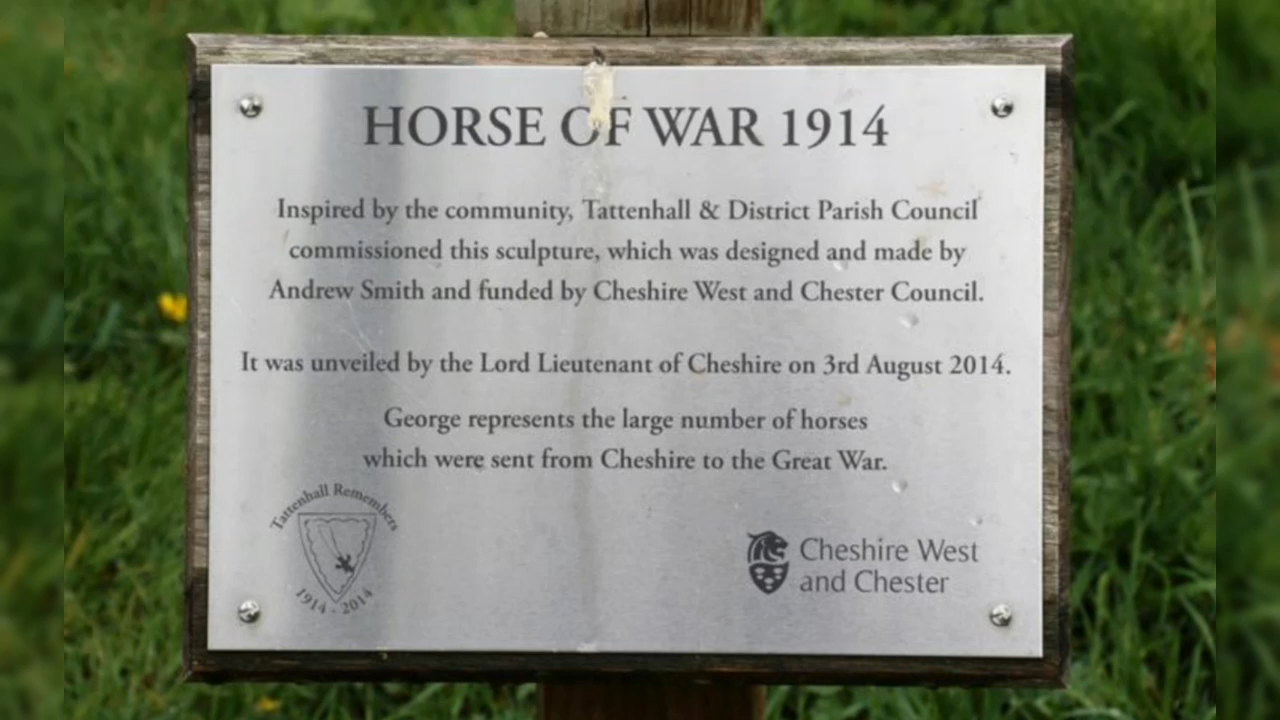 HORSE OF WAR 1914
Inspired by the community, Tattenhall & District Parish Council
commissioned this sculpture, which was designed and made by
Andrew Smith and funded by Cheshire West and Chester Council.
It was unveiled by the Lord Lieutenant of Cheshire on 3rd August 2014.
George represents the large number of horses
which were sent from Cheshire to the Great War.
Tattenhall Remembers
1914 - 2014
Cheshire West
and Chester